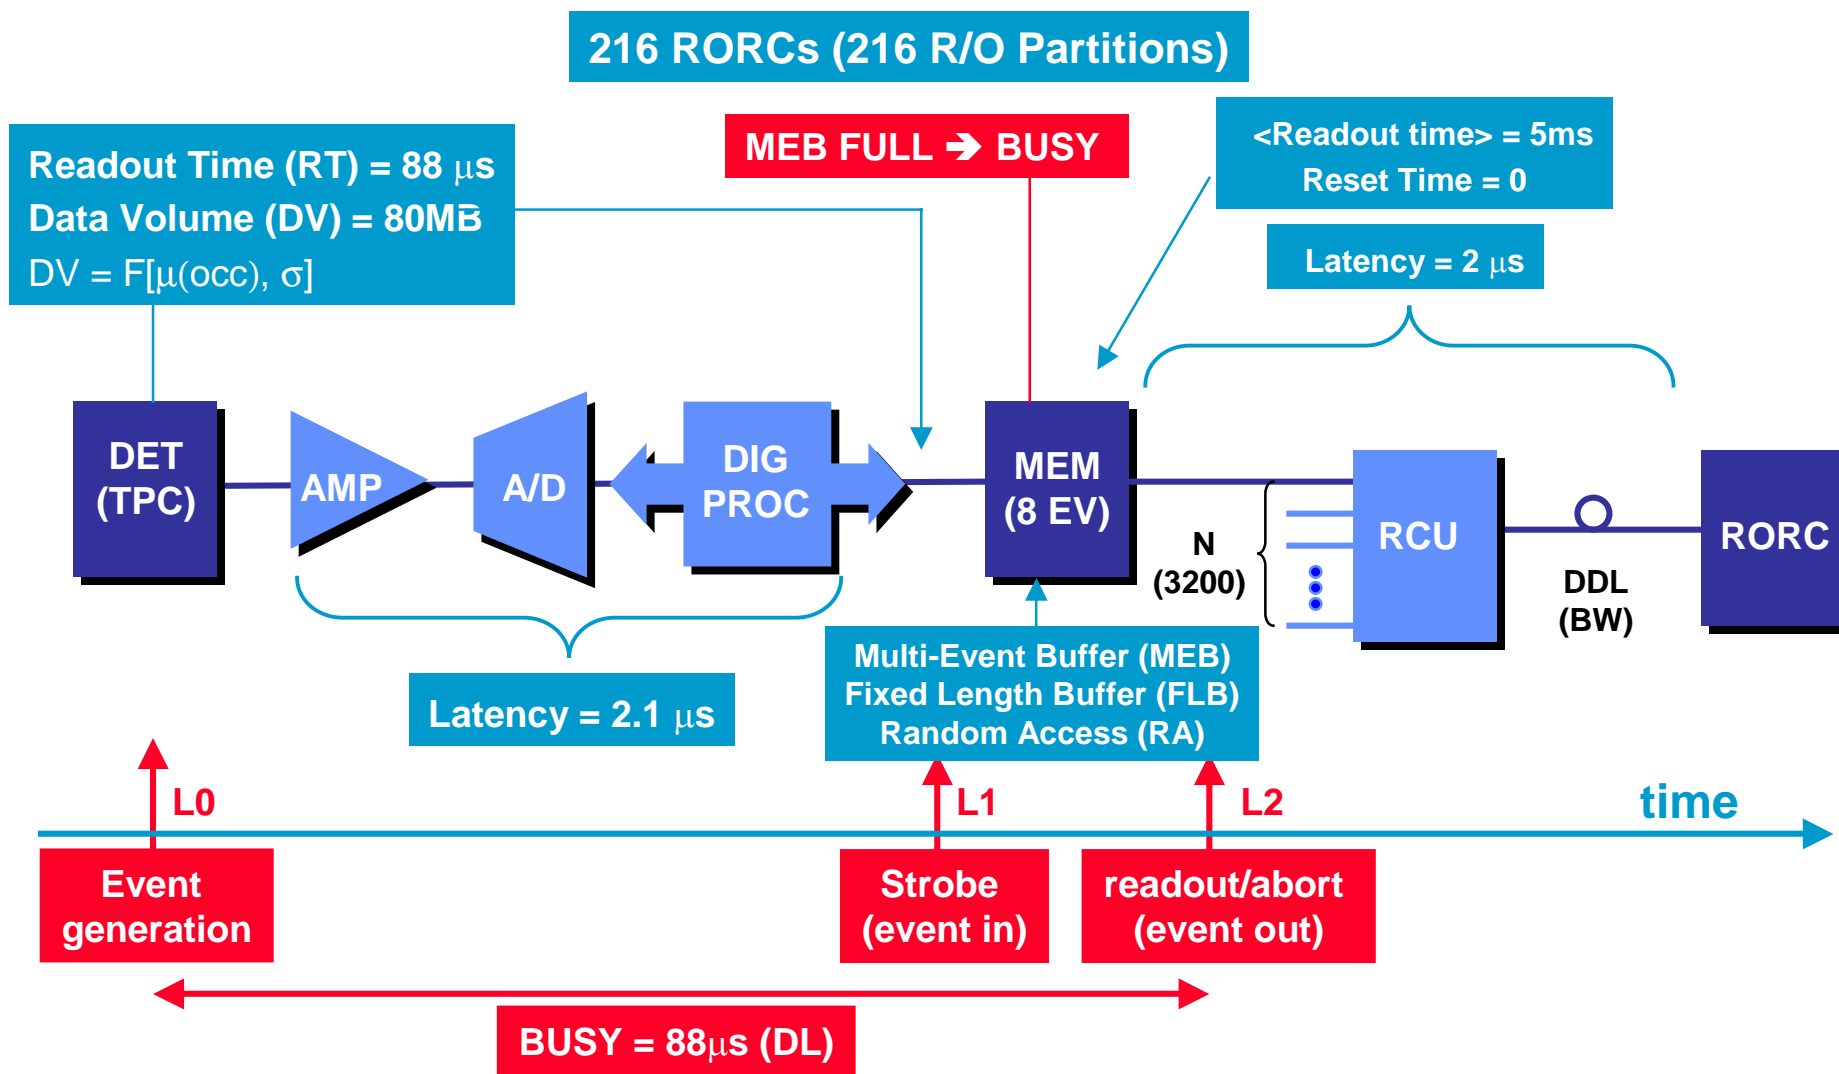 216 RORCs (216 R/O Partitions)
MEB FULL ➔ BUSY
<Readout time> = 5ms
Reset Time = 0
Readout Time (RT) = 88 μs
Data Volume (DV) = 80MB
DV = F[μ(occ), σ]
Latency = 2 μs
DET
(TPC)
AMP
A/D
DIG
PROC
MEM
(8 EV)
N
(3200)
RCU
DDL
(BW)
RORC
Multi-Event Buffer (MEB)
Fixed Length Buffer (FLB)
Random Access (RA)
Latency = 2.1 μs
L0
L1
L2
time
Event
generation
Strobe
(event in)
readout/abort
(event out)
BUSY = 88μs (DL)